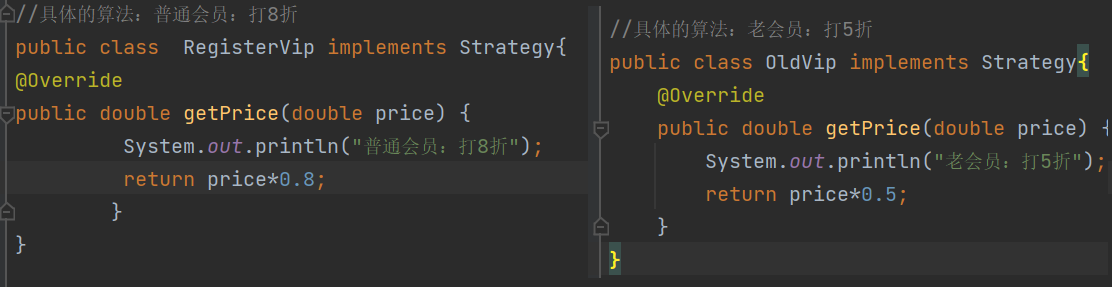 //具体的算法：普通会员：打8折
public class  RegisterVip implements Strategy{
@Override
public double getPrice(double price) {
System.out.println("普通会员：打8折");
return price*0.8;
}
}
//具体的算法：老会员：打5折
public class OldVip implements Strategy{
@Override
public double getPrice(double price) {
System.out.println("老会员：打5折");
return price*0.5;
}
}